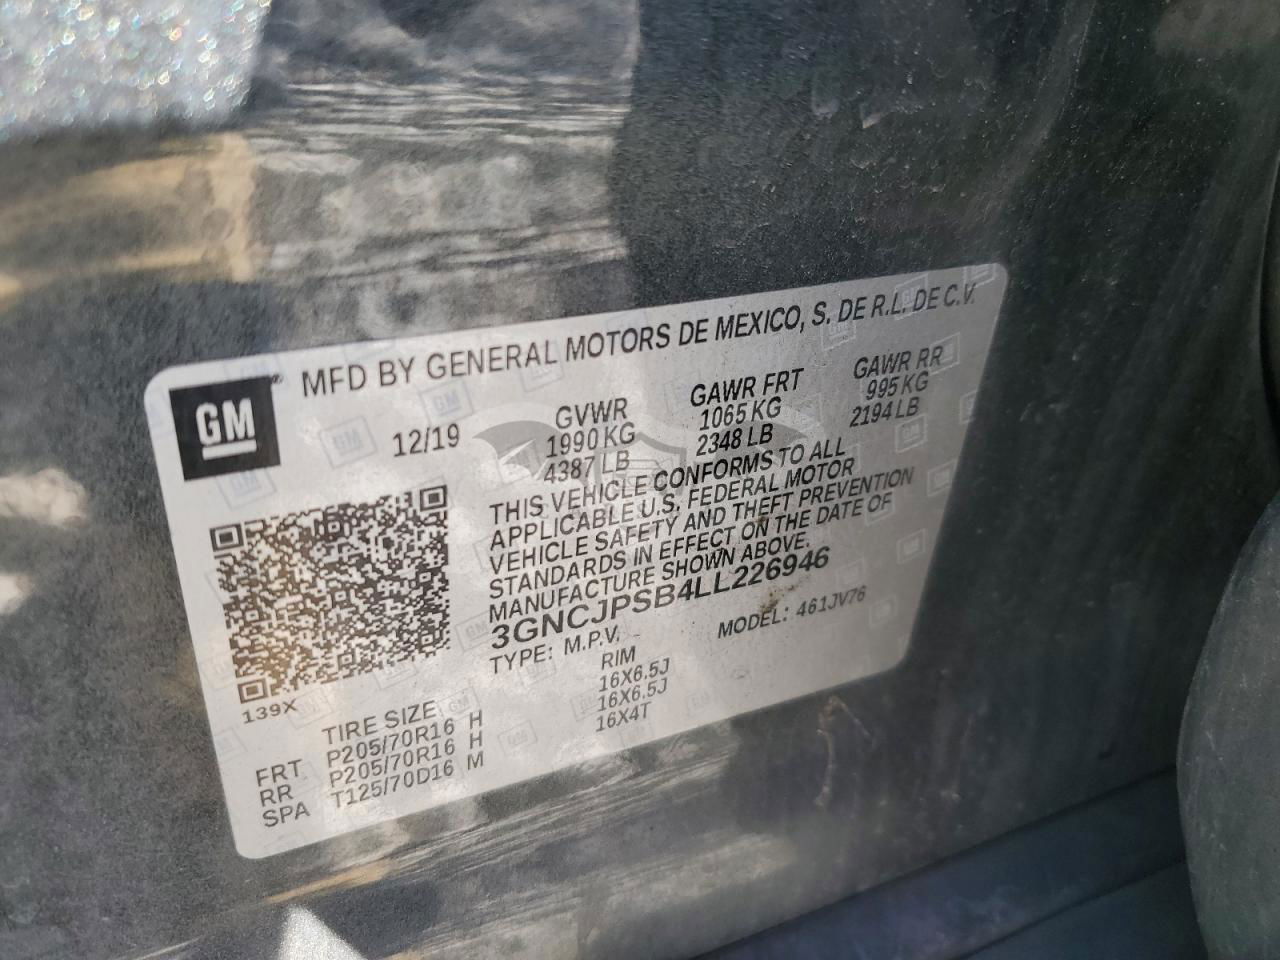 GM
MFD BY GENERAL MOTORS DE MEXICO, S. DE R.L. DE C.V.
12/19
GVWR
1990 KG
4387 LB
GAWR FRT
1065 KG
2348 LB
GAWR RR
995 KG
2194 LB
THIS VEHICLE CONFORMS TO ALL
APPLICABLE U.S. FEDERAL MOTOR
VEHICLE SAFETY AND THEFT PREVENTION
STANDARDS IN EFFECT ON THE DATE OF
MANUFACTURE SHOWN ABOVE.
3GNCJPSB4LL226946
TYPE: M.P.V. MODEL: 461JV76
139X
TIRE SIZE RIM
FRT P205/70R16 H 16X6.5J
RR P205/70R16 H 16X6.5J
SPA T125/70D16 M 16X4T